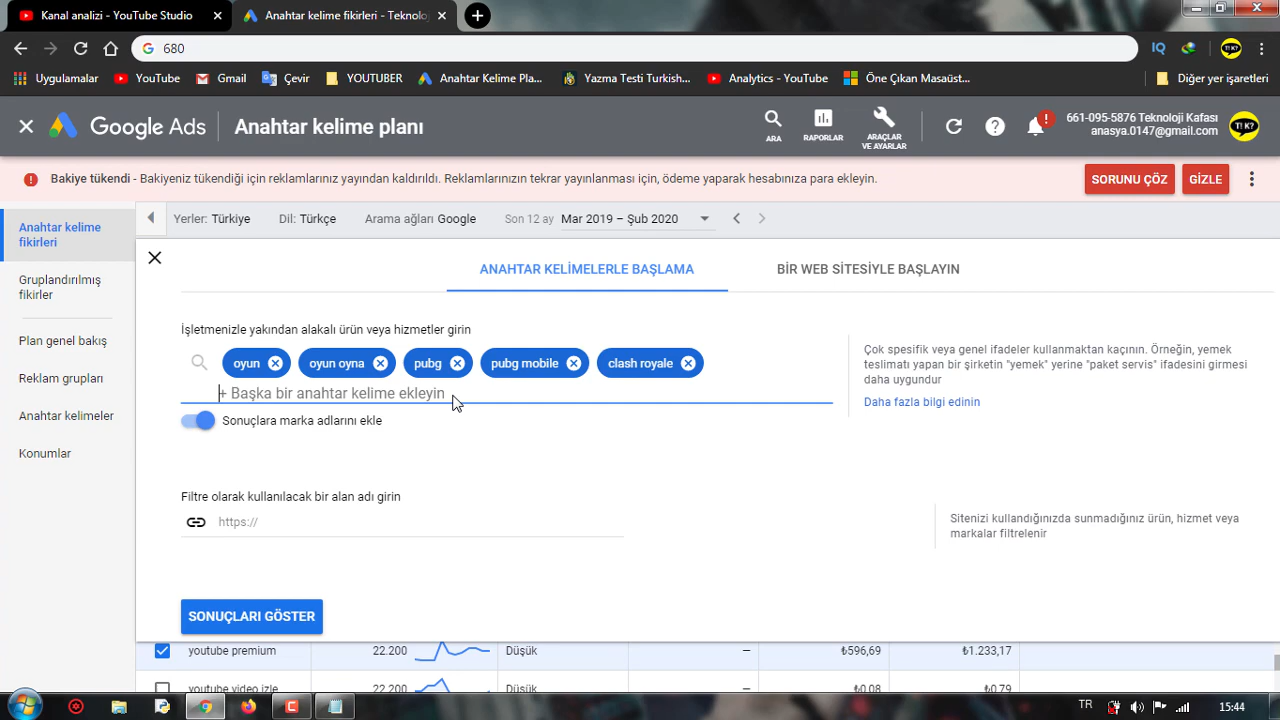 Kanal analizi - YouTube Studio
Anahtar kelime fikirleri - Teknoloj
680
Uygulamalar
YouTube
Gmail
Çevir
YOUTUBER
Anahtar Kelime Pla...
Yazma Testi Turkish...
Analytics - YouTube
Öne Çıkan Masaüst...
Diğer yer işaretleri
Google Ads
Anahtar kelime planı
ARA
RAPORLAR
ARAÇLAR
VE AYARLAR
661-095-5876 Teknoloji Kafası
anasya.0147@gmail.com
Bakiye tükendi - Bakiyeniz tükendiği için reklamlarınız yayından kaldırıldı. Reklamlarınızın tekrar yayınlanması için, ödeme yaparak hesabınıza para ekleyin.
SORUNU ÇÖZ
GİZLE
Anahtar kelime
fikirleri
Gruplandırılmış
fikirler
Plan genel bakış
Reklam grupları
Anahtar kelimeler
Konumlar
Yerler: Türkiye
Dil: Türkçe
Arama ağları Google
Son 12 ay
Mar 2019 – Şub 2020
ANAHTAR KELİMELERLE BAŞLAMA
BİR WEB SİTESİYLE BAŞLAYIN
İşletmenizle yakından alakalı ürün veya hizmetler girin
oyun
oyun oyna
pubg
pubg mobile
clash royale
+ Başka bir anahtar kelime ekleyin
Sonuçlara marka adlarını ekle
Çok spesifik veya genel ifadeler kullanmaktan kaçının. Örneğin, yemek
teslimatı yapan bir şirketin "yemek" yerine "paket servis" ifadesini girmesi
daha uygundur
Daha fazla bilgi edinin
Filtre olarak kullanılacak bir alan adı girin
https://
Sitenizi kullandığınızda sunmadığınız ürün, hizmet veya
markalar filtrelenir
SONUÇLARI GÖSTER
youtube premium
22.200
Düşük
—
₺596,69
₺1.233,17
youtube video izle
22.200
Düşük
—
₺0,08
₺0,79
TR
15:44